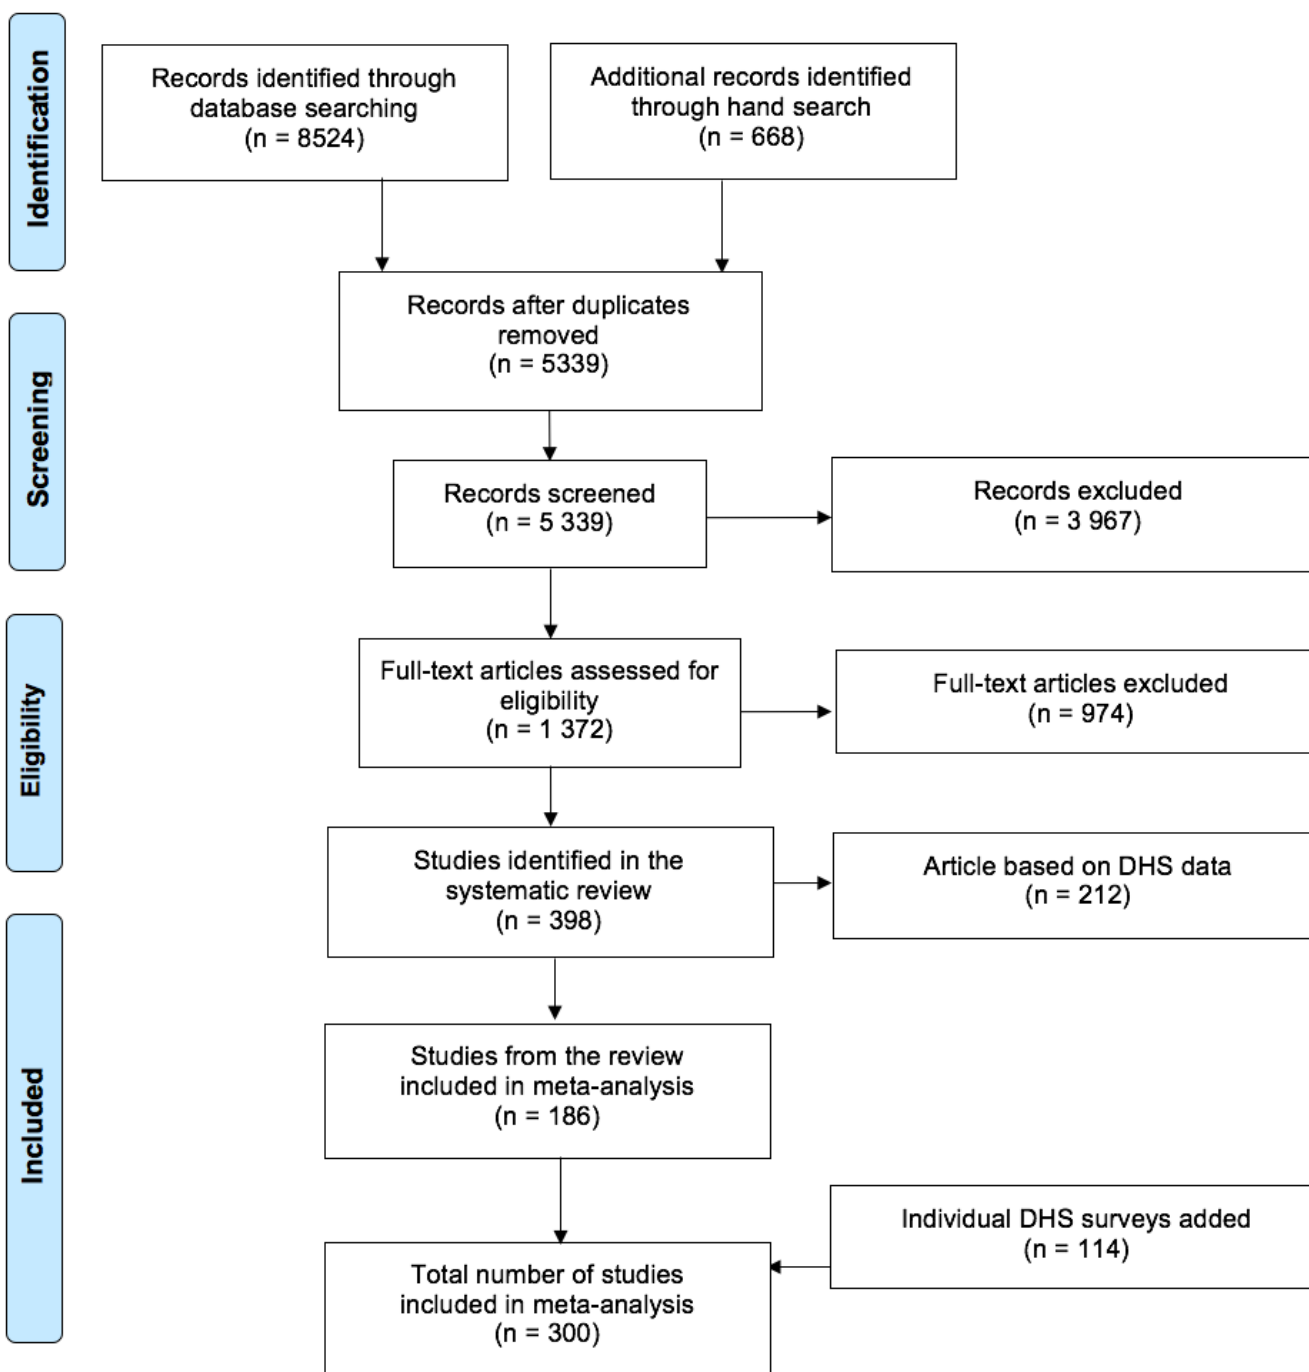 Identification
Records identified through
database searching
(n = 8524)
Additional records identified
through hand search
(n = 668)
Records after duplicates
removed
(n = 5339)
Screening
Records screened
(n = 5 339)
Records excluded
(n = 3 967)
Eligibility
Full-text articles assessed for
eligibility
(n = 1 372)
Full-text articles excluded
(n = 974)
Studies identified in the
systematic review
(n = 398)
Article based on DHS data
(n = 212)
Included
Studies from the review
included in meta-analysis
(n = 186)
Individual DHS surveys added
(n = 114)
Total number of studies
included in meta-analysis
(n = 300)